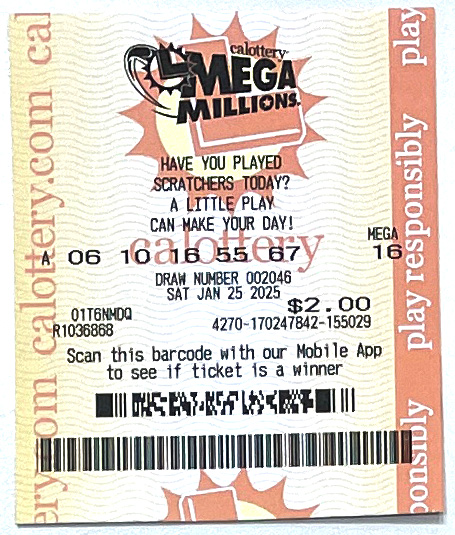 calottery
MEGA
MILLIONS.
HAVE YOU PLAYED
SCRATCHERS TODAY?
A LITTLE PLAY
CAN MAKE YOUR DAY!
calottery
MEGA
A 06 10 16 55 67 16
DRAW NUMBER 002046
SAT JAN 25 2025
$2.00
01T6NMDQ
R1036868
4270-170247842-155029
Scan this barcode with our Mobile App
to see if ticket is a winner
ery.com calottery.com cal
play responsibly play
ponsibly